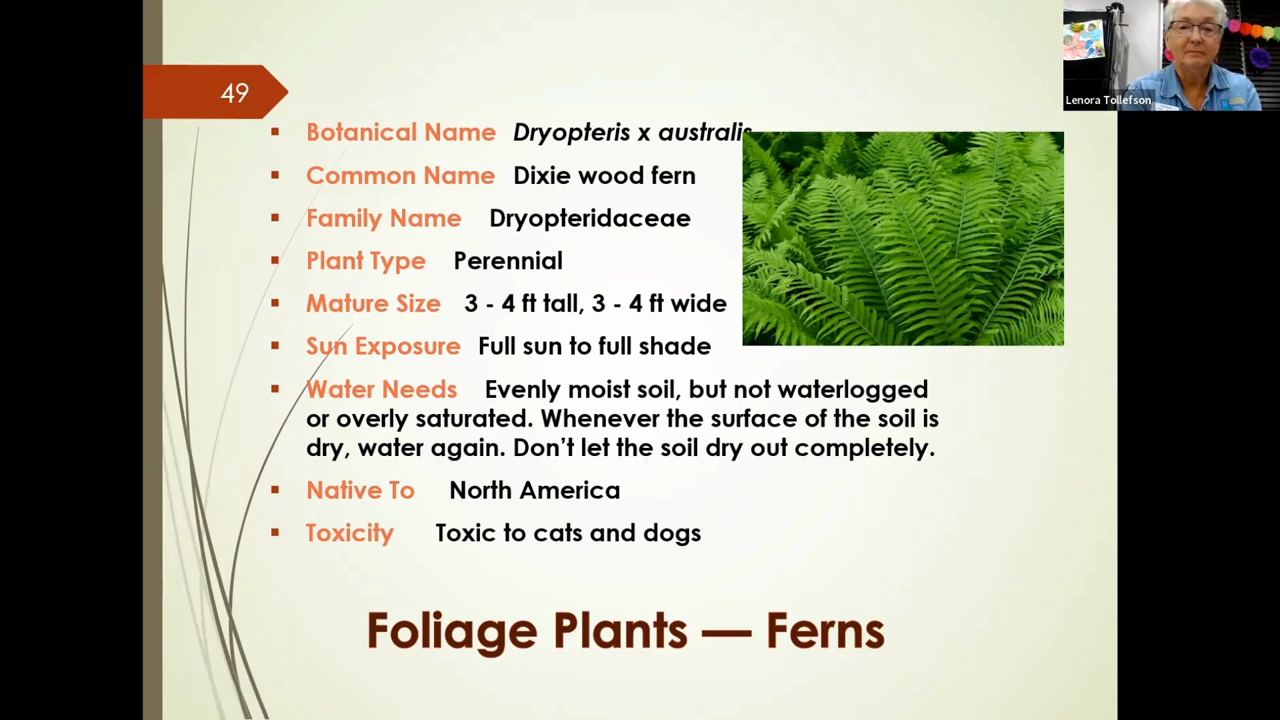 49
Lenora Tollefson
Botanical Name Dryopteris x australis
Common Name Dixie wood fern
Family Name Dryopteridaceae
Plant Type Perennial
Mature Size 3 - 4 ft tall, 3 - 4 ft wide
Sun Exposure Full sun to full shade
Water Needs Evenly moist soil, but not waterlogged
or overly saturated. Whenever the surface of the soil is
dry, water again. Don’t let the soil dry out completely.
Native To North America
Toxicity Toxic to cats and dogs
Foliage Plants — Ferns